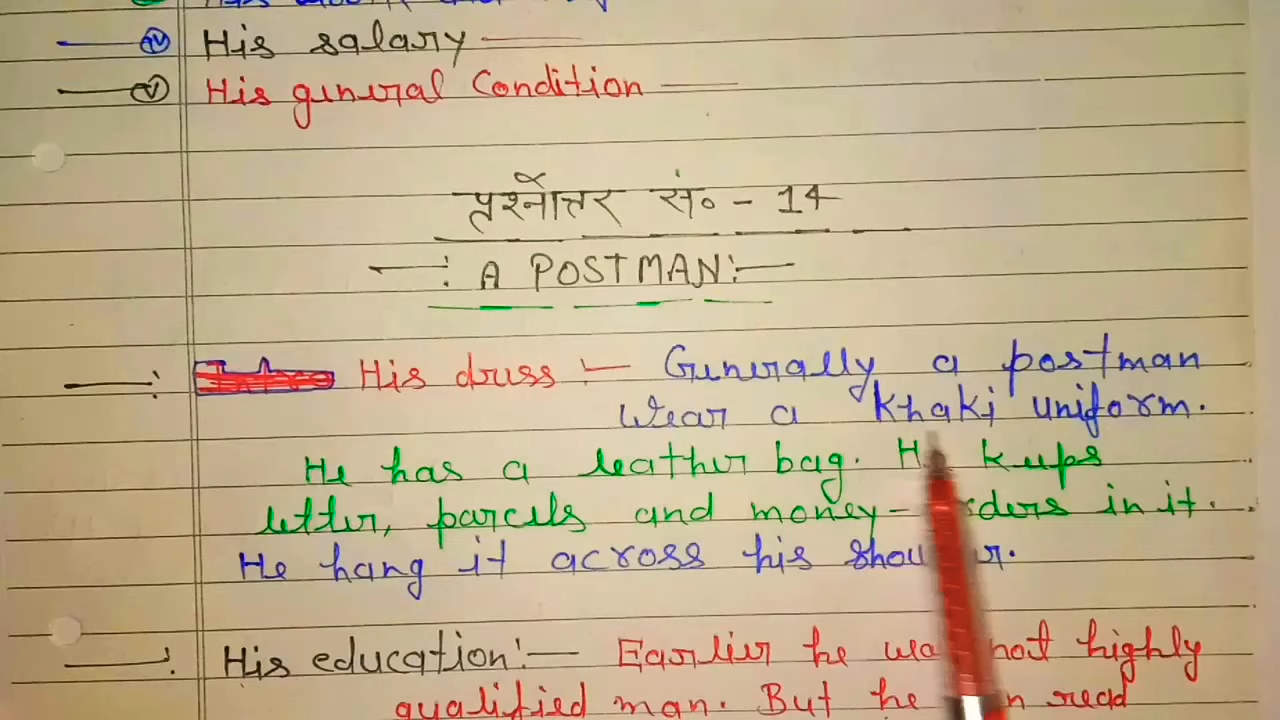 (iv) His salary
(v) His general Condition
प्रश्नोत्तर सं० - 14
A POSTMAN:
His dress :- Generally a postman
wear a Khaki uniform.
He has a leather bag. He keeps
letter, parcels and money-orders in it.
He hang it across his shoulder.
His education:- Earlier he was not highly
qualified man. But he can read